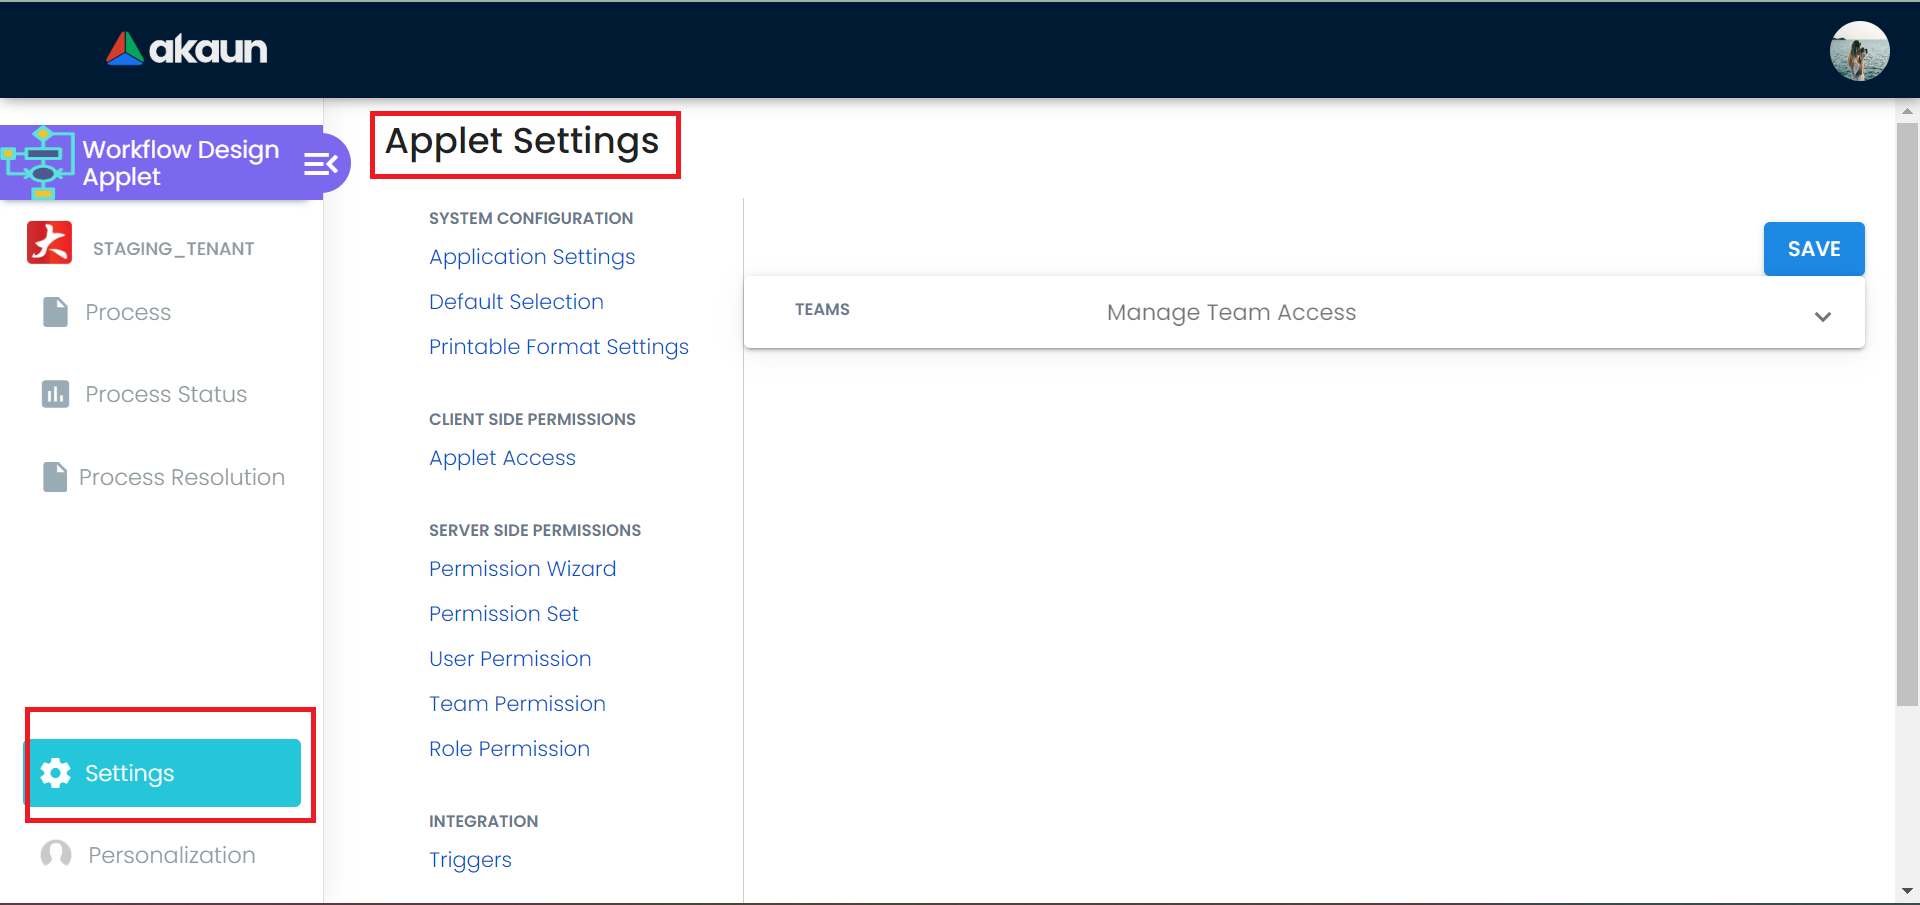 akaun
Workflow Design
Applet
STAGING_TENANT
Process
Process Status
Process Resolution
Settings
Personalization
Applet Settings
SYSTEM CONFIGURATION
Application Settings
Default Selection
Printable Format Settings
CLIENT SIDE PERMISSIONS
Applet Access
SERVER SIDE PERMISSIONS
Permission Wizard
Permission Set
User Permission
Team Permission
Role Permission
INTEGRATION
Triggers
SAVE
TEAMS Manage Team Access